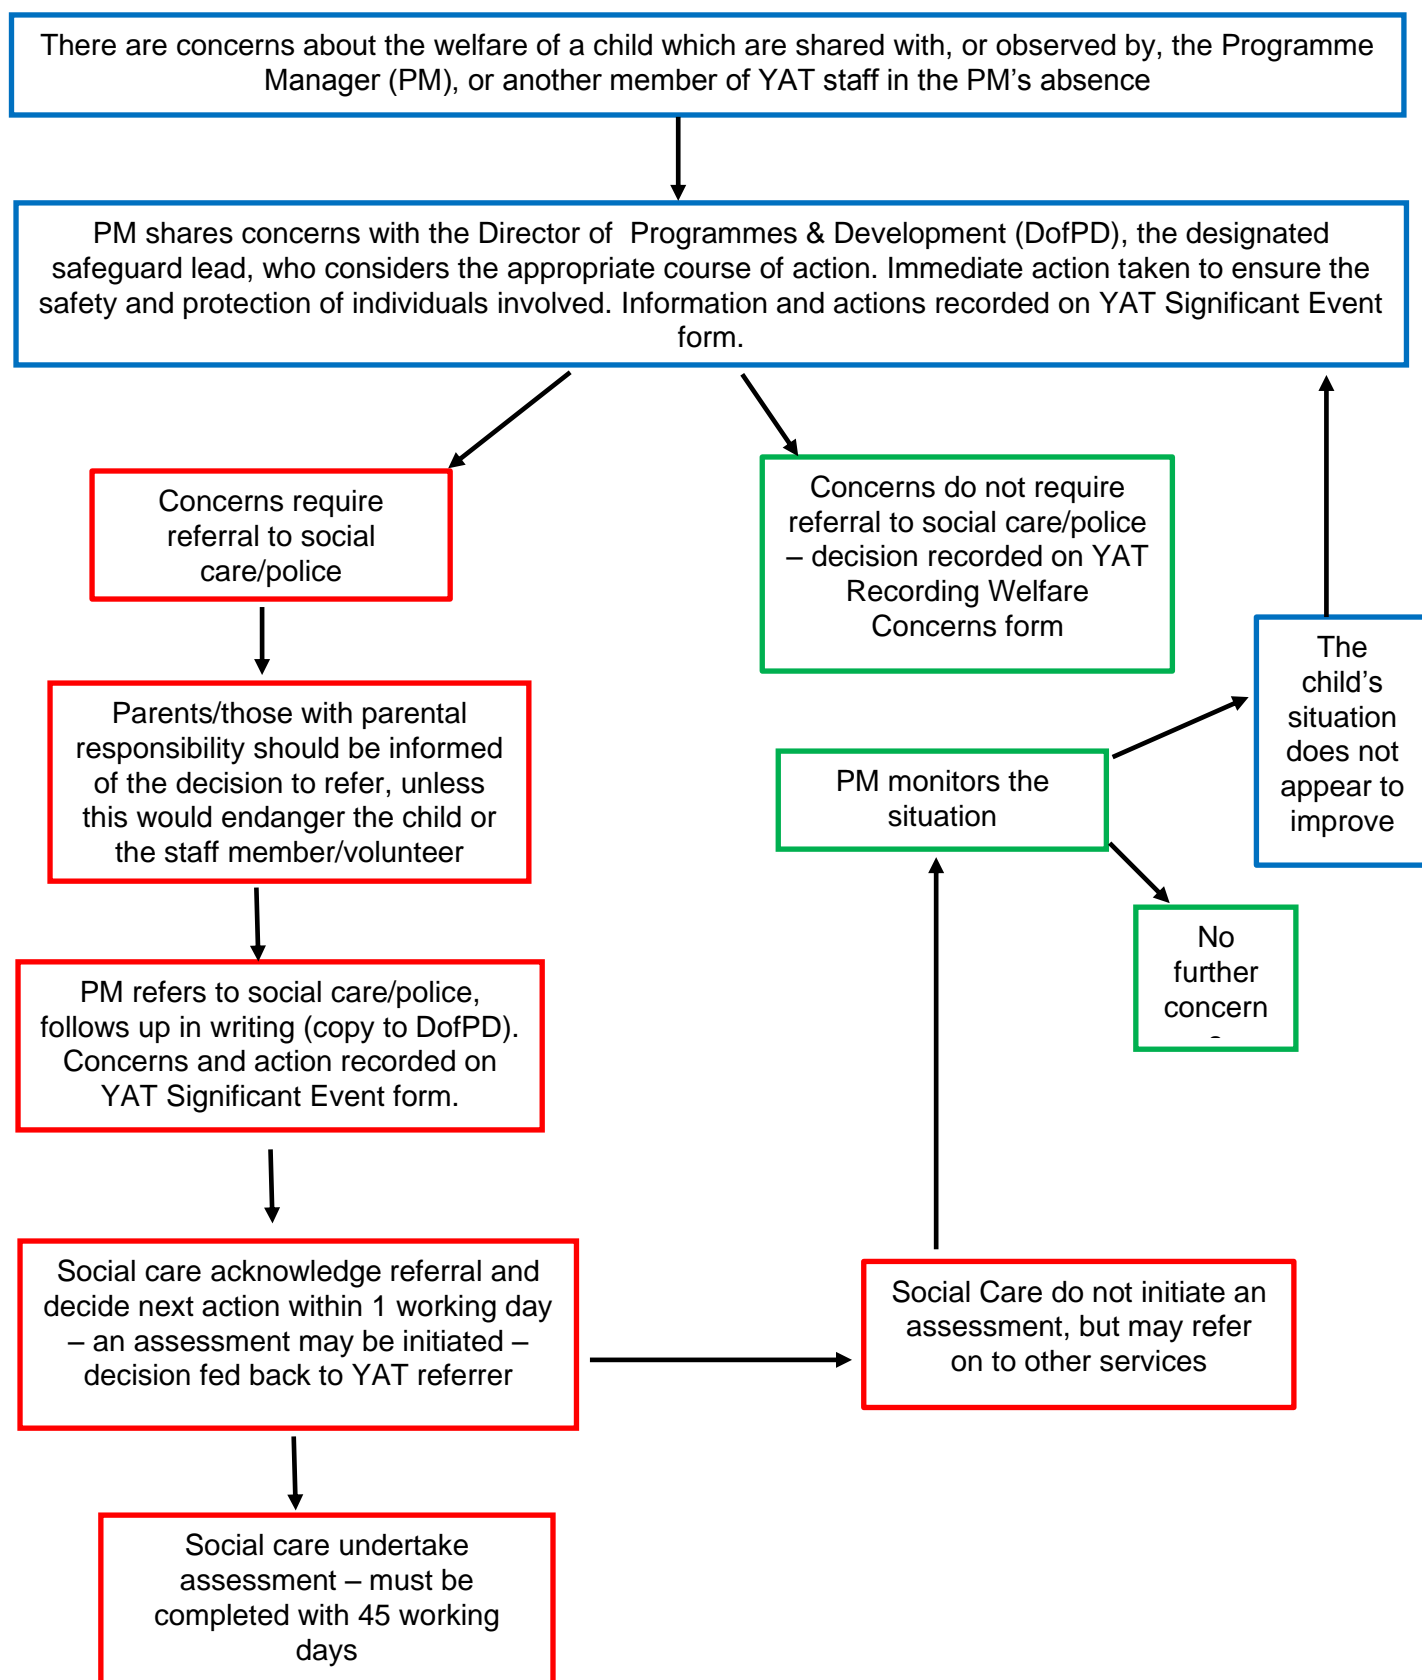 There are concerns about the welfare of a child which are shared with, or observed by, the Programme
Manager (PM), or another member of YAT staff in the PM’s absence
PM shares concerns with the Director of  Programmes & Development (DofPD), the designated
safeguard lead, who considers the appropriate course of action. Immediate action taken to ensure the
safety and protection of individuals involved. Information and actions recorded on YAT Significant Event
form.
Concerns require
referral to social
care/police
Concerns do not require
referral to social care/police
– decision recorded on YAT
Recording Welfare
Concerns form
The
child’s
situation
does not
appear to
improve
Parents/those with parental
responsibility should be informed
of the decision to refer, unless
this would endanger the child or
the staff member/volunteer
PM monitors the
situation
No
further
concern
PM refers to social care/police,
follows up in writing (copy to DofPD).
Concerns and action recorded on
YAT Significant Event form.
Social care acknowledge referral and
decide next action within 1 working day
– an assessment may be initiated –
decision fed back to YAT referrer
Social Care do not initiate an
assessment, but may refer
on to other services
Social care undertake
assessment – must be
completed with 45 working
days